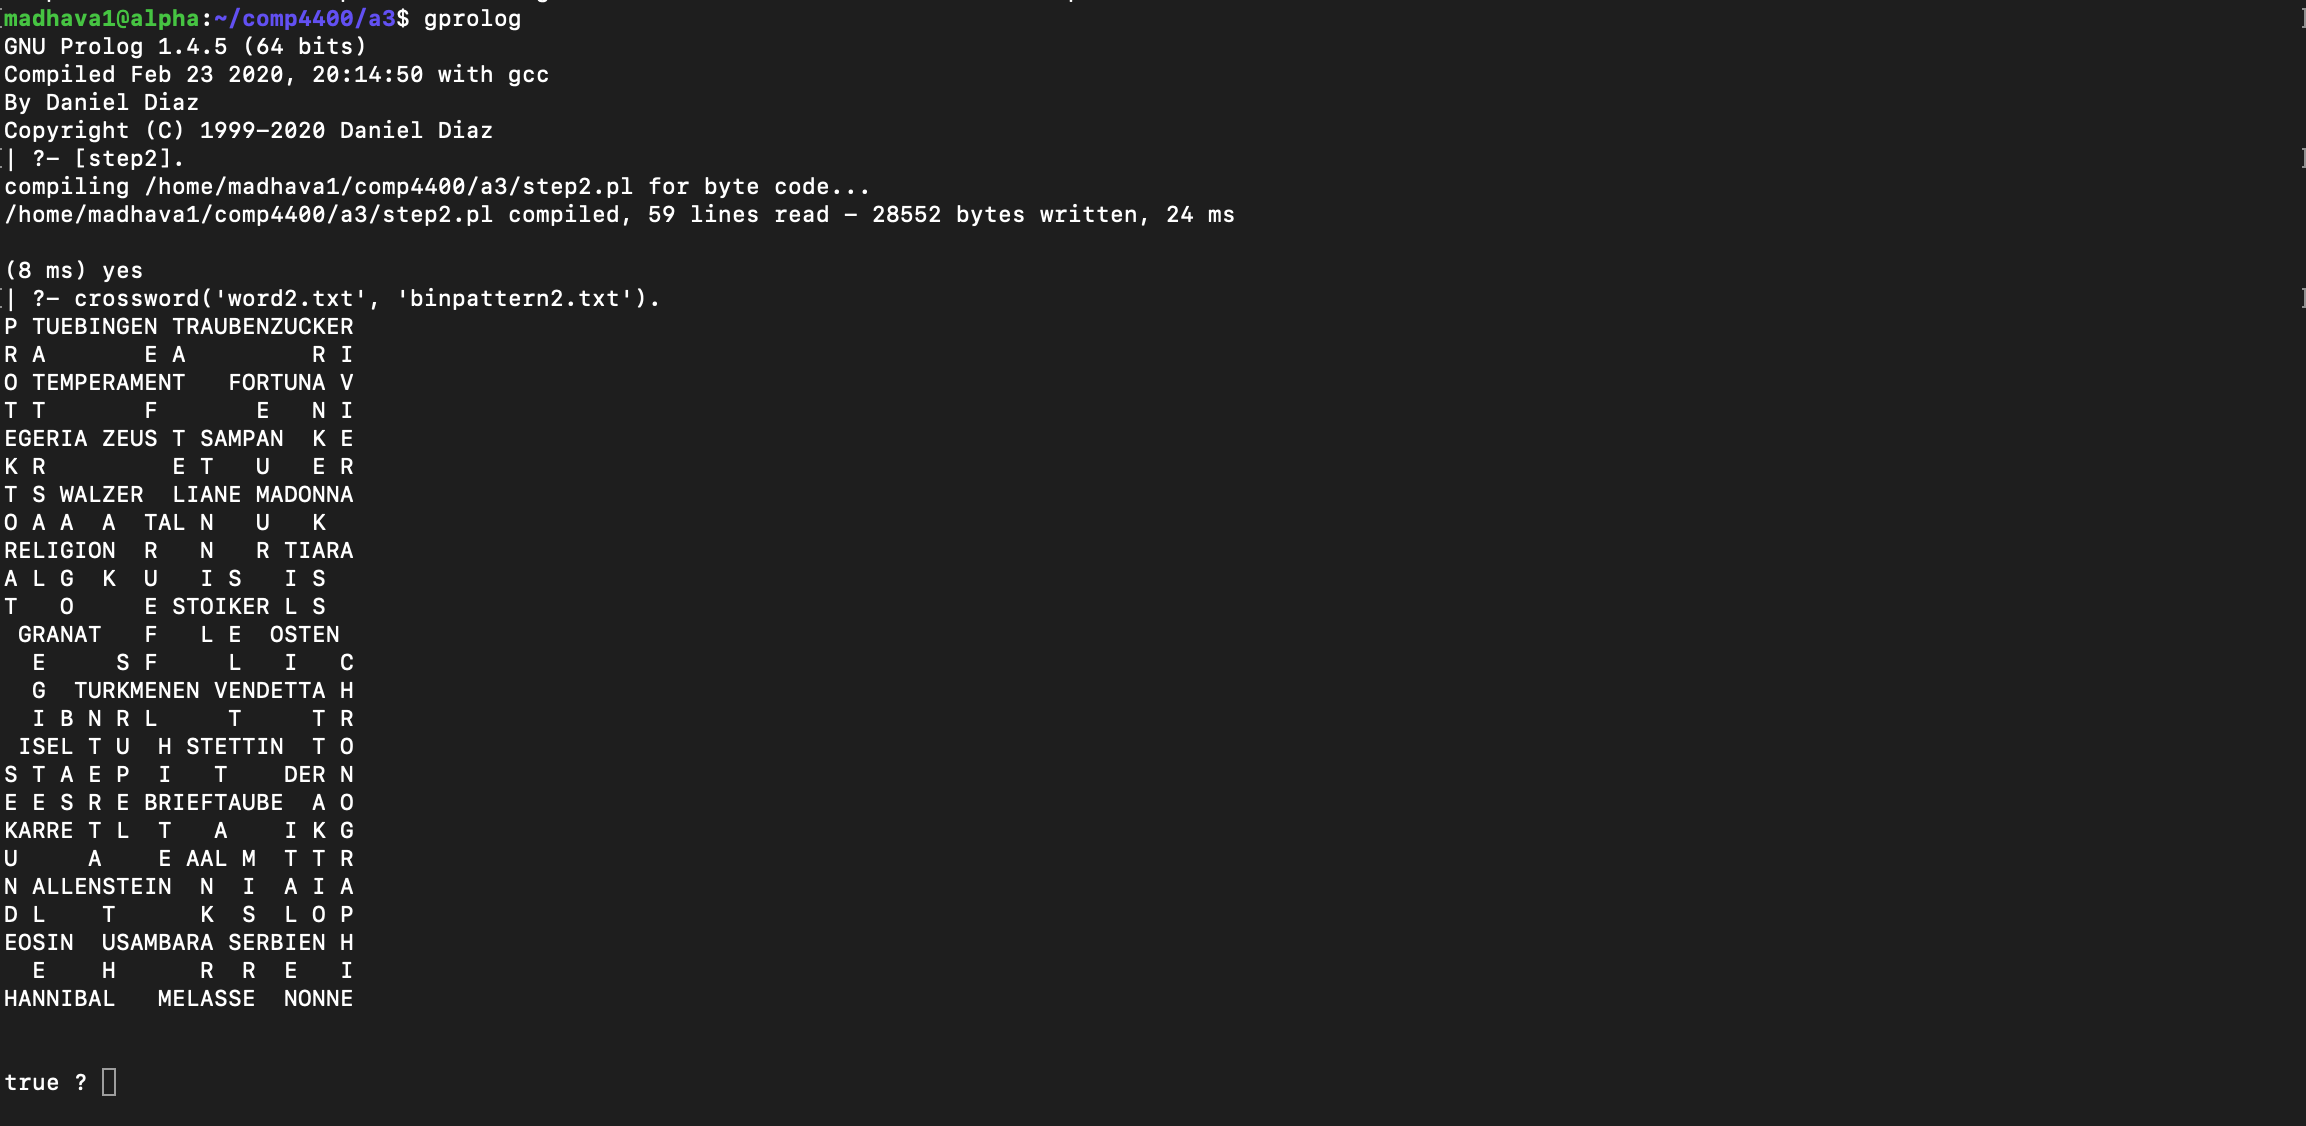 madhava1@alpha:~/comp4400/a3$ gprolog
GNU Prolog 1.4.5 (64 bits)
Compiled Feb 23 2020, 20:14:50 with gcc
By Daniel Diaz
Copyright (C) 1999-2020 Daniel Diaz
| ?- [step2].
compiling /home/madhava1/comp4400/a3/step2.pl for byte code...
/home/madhava1/comp4400/a3/step2.pl compiled, 59 lines read - 28552 bytes written, 24 ms
(8 ms) yes
| ?- crossword('word2.txt', 'binpattern2.txt').
P TUEBINGEN TRAUBENZUCKER
R A       E A         R I
O TEMPERAMENT   FORTUNA V
T T       F       E   N I
EGERIA ZEUS T SAMPAN  K E
K R         E T   U   E R
T S WALZER  LIANE MADONNA
O A A  A  TAL N   U   K
RELIGION  R   N   R TIARA
A L G  K  U   I S   I S
T   O     E STOIKER L S
 GRANAT   F   L E  OSTEN
  E     S F     L   I   C
  G  TURKMENEN VENDETTA H
  I B N R L     T     T R
 ISEL T U  H STETTIN  T O
S T A E P  I   T    DER N
E E S R E BRIEFTAUBE  A O
KARRE T L  T   A    I K G
U     A    E AAL M  T T R
N ALLENSTEIN  N  I  A I A
D L    T      K  S  L O P
EOSIN  USAMBARA SERBIEN H
  E    H      R  R  E   I
HANNIBAL   MELASSE  NONNE
true ?